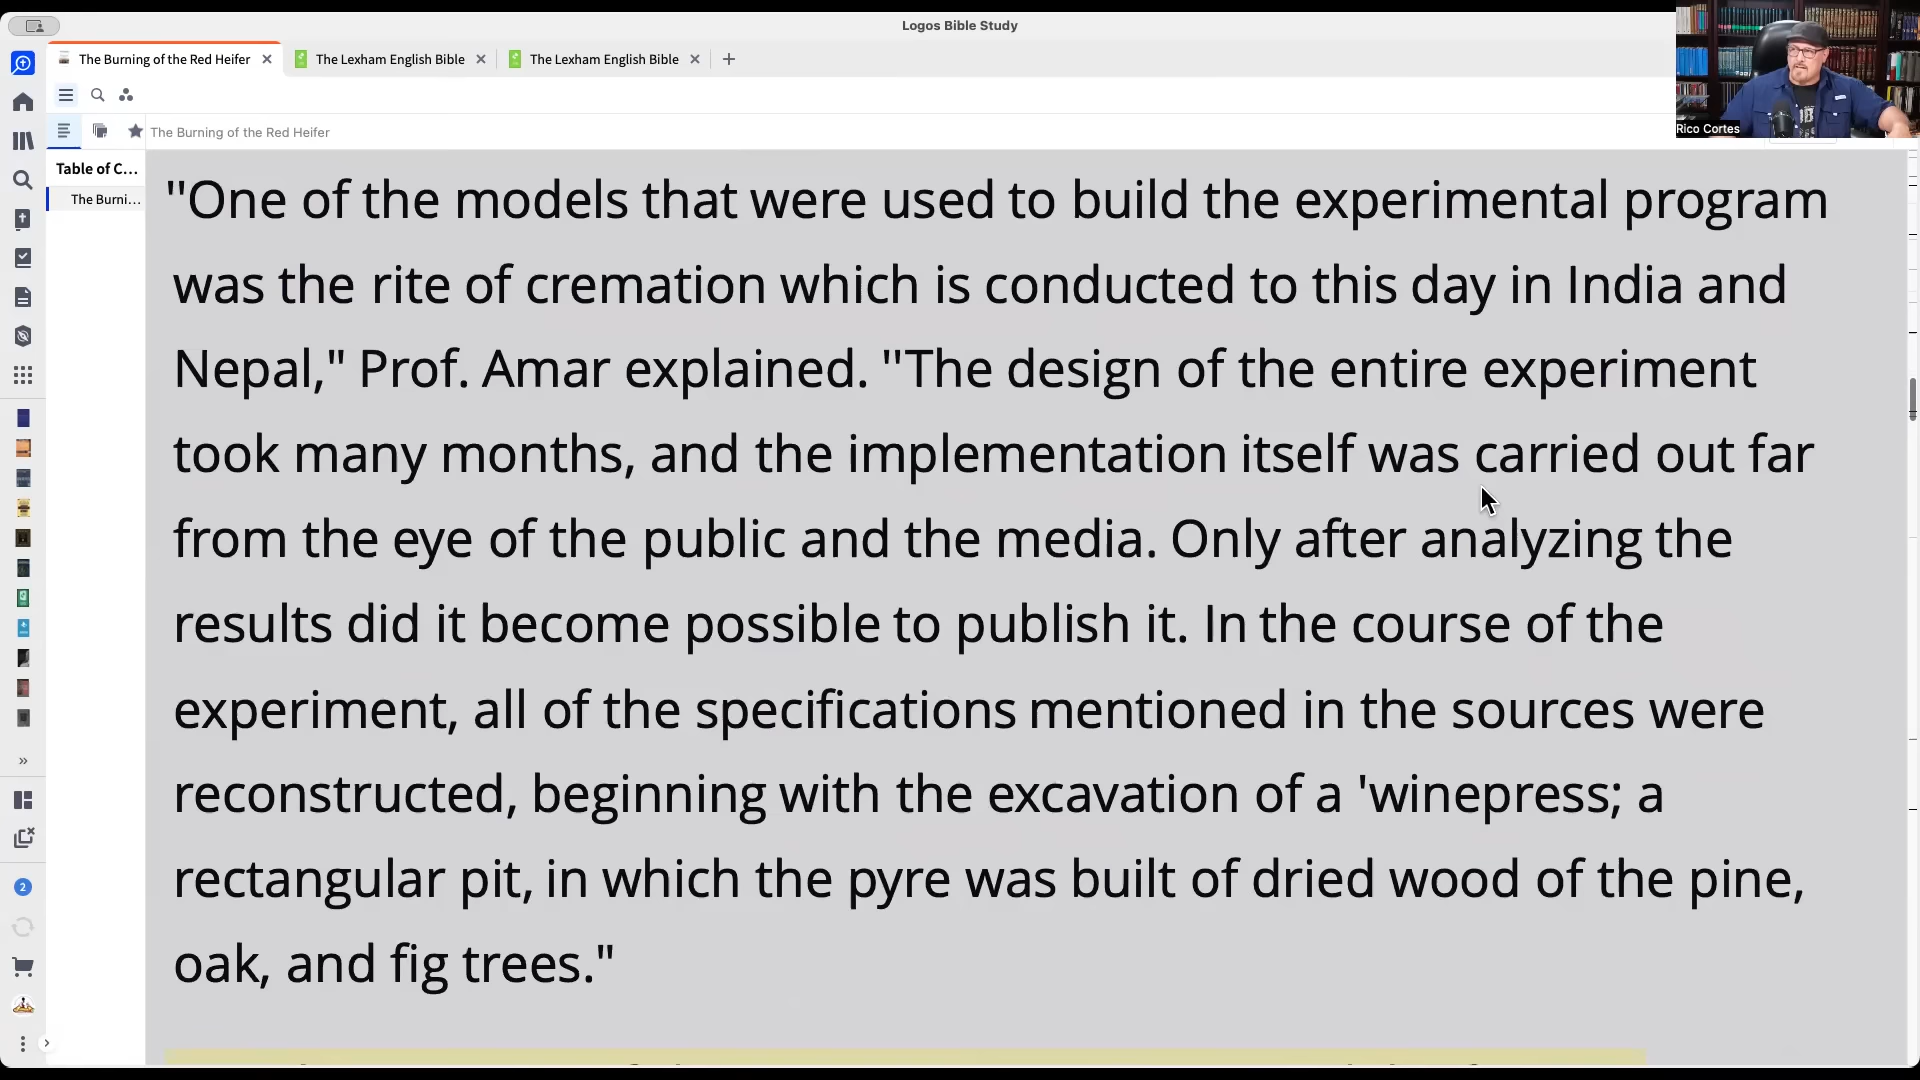 Logos Bible Study
The Burning of the Red Heifer
The Lexham English Bible
The Lexham English Bible
The Burning of the Red Heifer
Rico Cortes
Table of C...
The Burni...
"One of the models that were used to build the experimental program
was the rite of cremation which is conducted to this day in India and
Nepal," Prof. Amar explained. "The design of the entire experiment
took many months, and the implementation itself was carried out far
from the eye of the public and the media. Only after analyzing the
results did it become possible to publish it. In the course of the
experiment, all of the specifications mentioned in the sources were
reconstructed, beginning with the excavation of a 'winepress; a
rectangular pit, in which the pyre was built of dried wood of the pine,
oak, and fig trees."
2